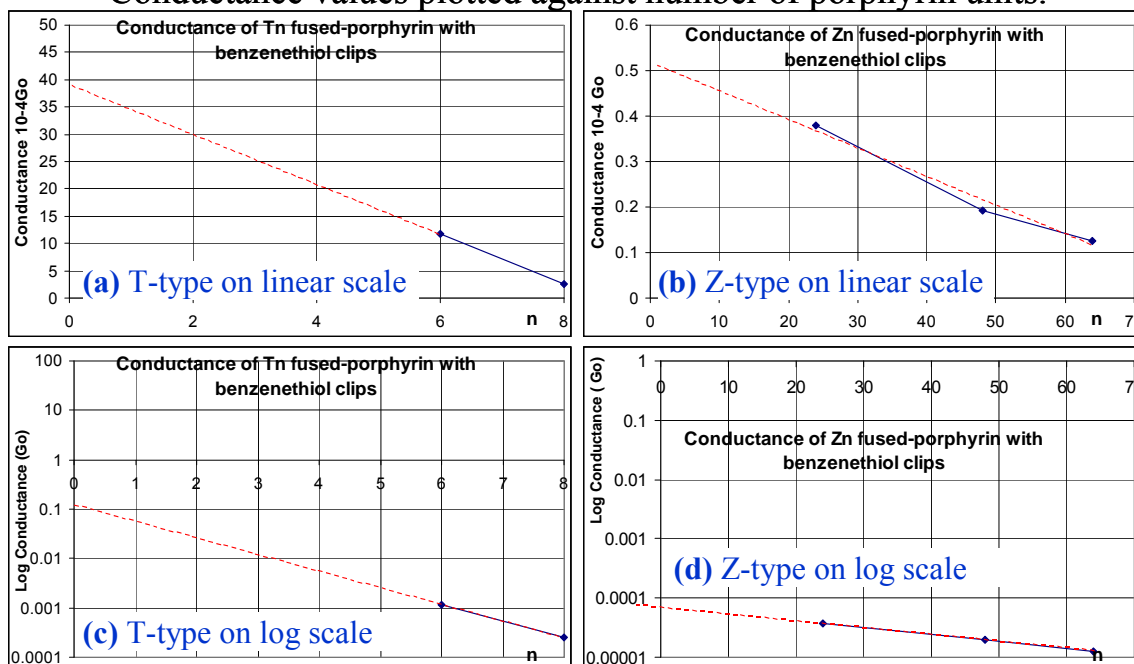 Conductance values plotted against number of porphyrin units.
Conductance of Tn fused-porphyrin with
benzenethiol clips
Conductance 10-4Go
50
45
40
35
30
25
20
15
10
5
0
0 2 4 6 n 8
(a) T-type on linear scale
Conductance of Zn fused-porphyrin with
benzenethiol clips
Conductance 10-4 Go
0.6
0.5
0.4
0.3
0.2
0.1
0
0 10 20 30 40 50 60 n 7
(b) Z-type on linear scale
Conductance of Tn fused-porphyrin with
benzenethiol clips
Log Conductance (Go)
100
10
1
0 1 2 3 4 5 6 7 8
0.1
0.01
0.001
0.0001
n
(c) T-type on log scale
Log Conductance ( Go)
1
0 10 20 30 40 50 60 7
0.1
Conductance of Zn fused-porphyrin with
benzenethiol clips
0.01
0.001
(d) Z-type on log scale
0.0001
0.00001
n